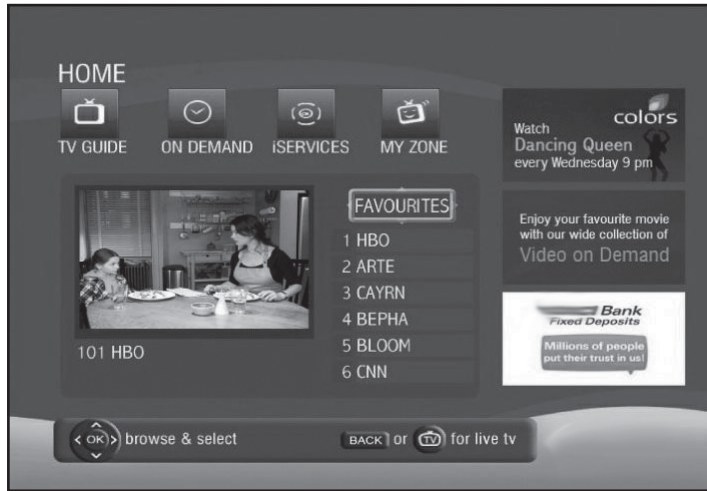 HOME
TV GUIDE
ON DEMAND
iSERVICES
MY ZONE
colors
Watch
Dancing Queen
every Wednesday 9 pm
FAVOURITES
1 HBO
2 ARTE
3 CAYRN
4 BEPHA
5 BLOOM
6 CNN
101 HBO
Enjoy your favourite movie
with our wide collection of
Video on Demand
Bank
Fixed Deposits
Millions of people
put their trust in us!
OK browse & select
BACK or TV for live tv